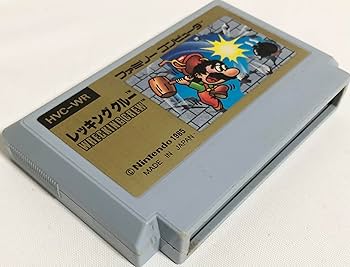 ファミリーコンピュータ
HVC-WR
レッキングクルー
WRECKING CREW™
©Nintendo 1985
MADE IN JAPAN